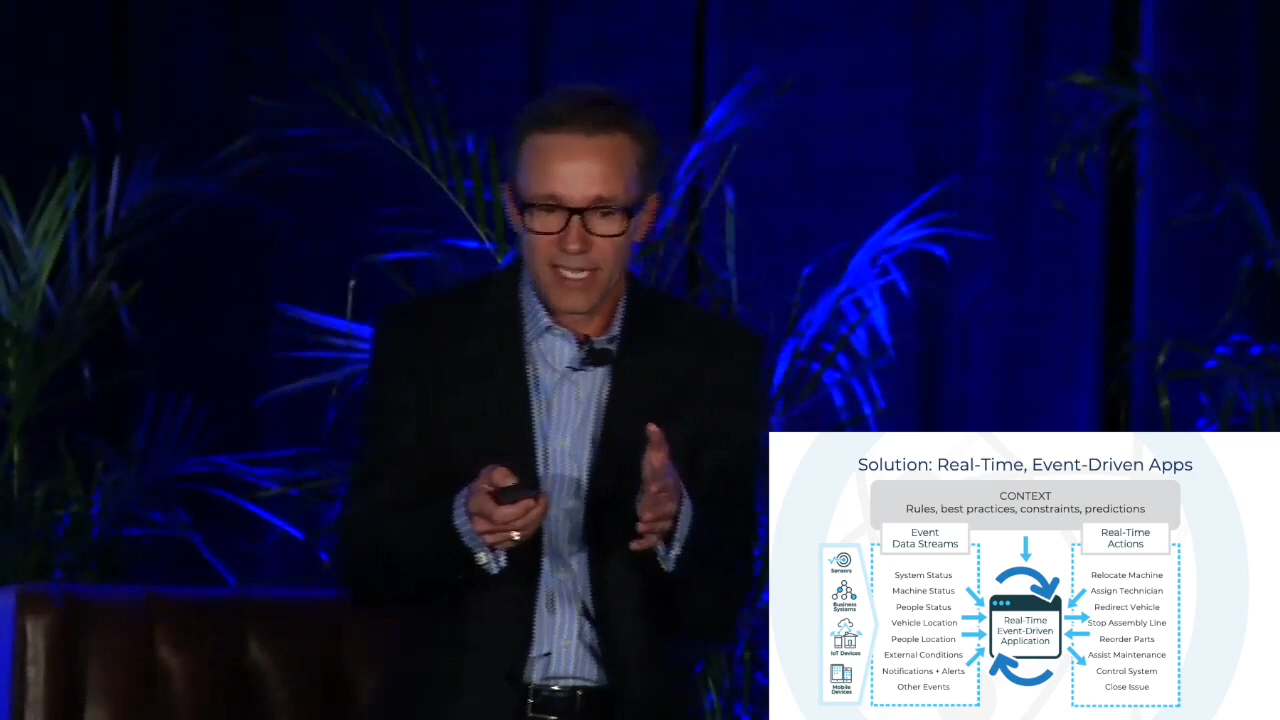 Solution: Real-Time, Event-Driven Apps
CONTEXT
Rules, best practices, constraints, predictions
Event
Data Streams
Real-Time
Actions
Sensors
Business
Systems
IoT Devices
Mobile
Devices
System Status
Machine Status
People Status
Vehicle Location
People Location
External Conditions
Notifications + Alerts
Other Events
Real-Time
Event-Driven
Application
Relocate Machine
Assign Technician
Redirect Vehicle
Stop Assembly Line
Reorder Parts
Assist Maintenance
Control System
Close Issue